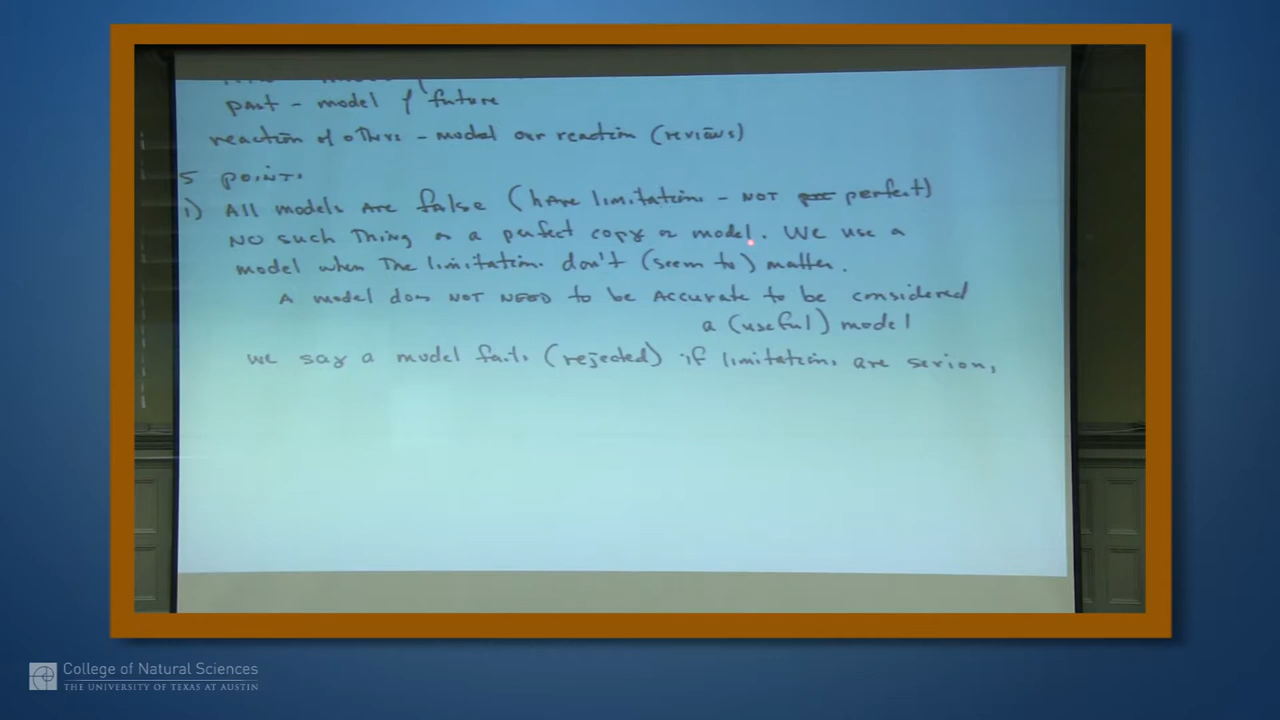 past - model of future
reaction of others - model our reaction (reviews)
5 points
1) All models are false (have limitations - NOT perfect)
NO such Thing as a perfect copy or model. We use a
model when The limitations don't (seem to) matter.
A model does NOT NEED to be Accurate to be considered
a (useful) model
we say a model fails (rejected) if limitations are serious
College of Natural Sciences
THE UNIVERSITY OF TEXAS AT AUSTIN